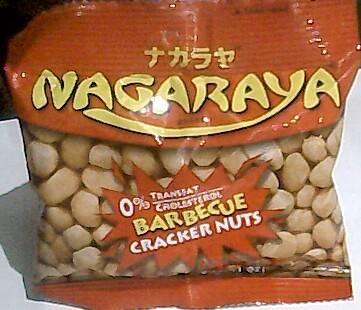 ナガラヤ
NAGARAYA
0% TRANSFAT
CHOLESTEROL
BARBECUE
CRACKER NUTS